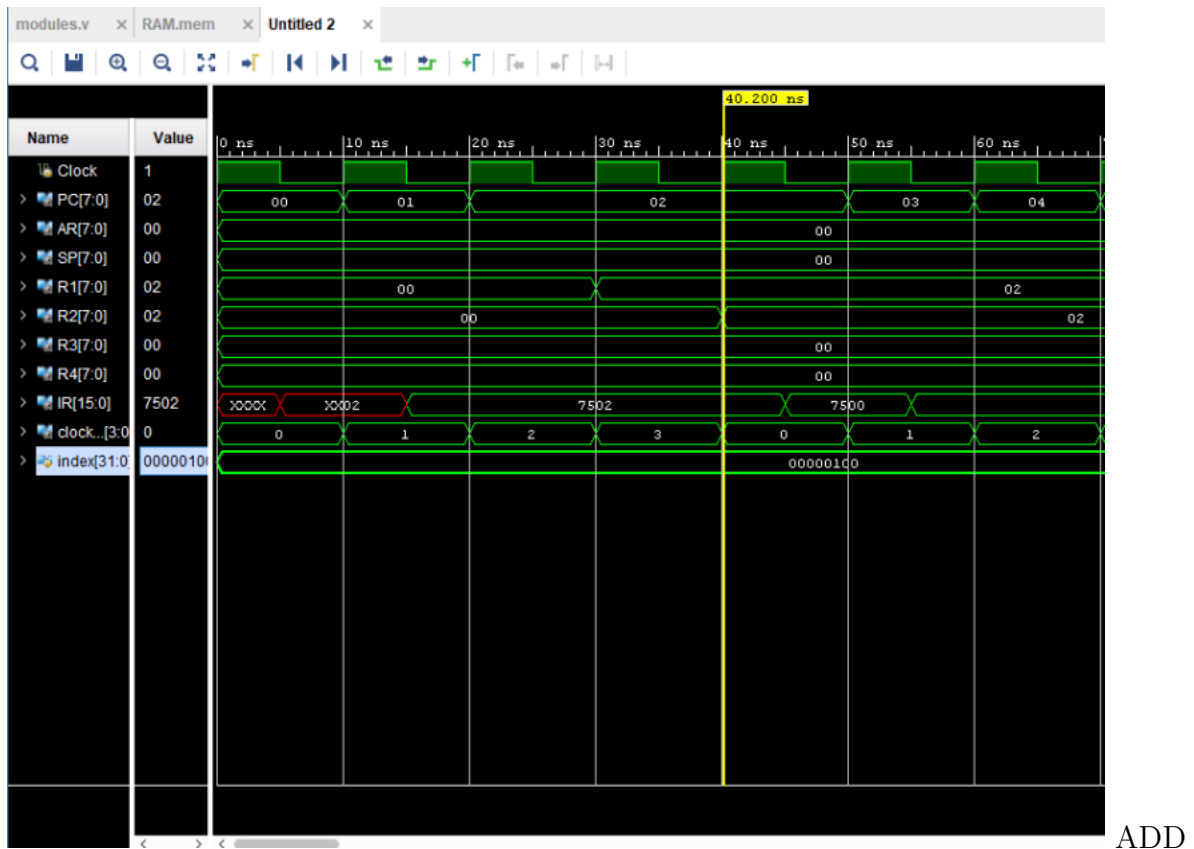 modules.v × RAM.mem × Untitled 2 ×
40.200 ns
Name Value 0 ns 10 ns 20 ns 30 ns 40 ns 50 ns 60 ns
Clock 1
> PC[7:0] 02 00 01 02 03 04
> AR[7:0] 00 00
> SP[7:0] 00 00
> R1[7:0] 02 00 02
> R2[7:0] 02 00 02
> R3[7:0] 00 00
> R4[7:0] 00 00
> IR[15:0] 7502 XXXX XX02 7502 7500
> clock...[3:0 0 0 1 2 3 0 1 2
> index[31:0] 0000010 00000100
ADD